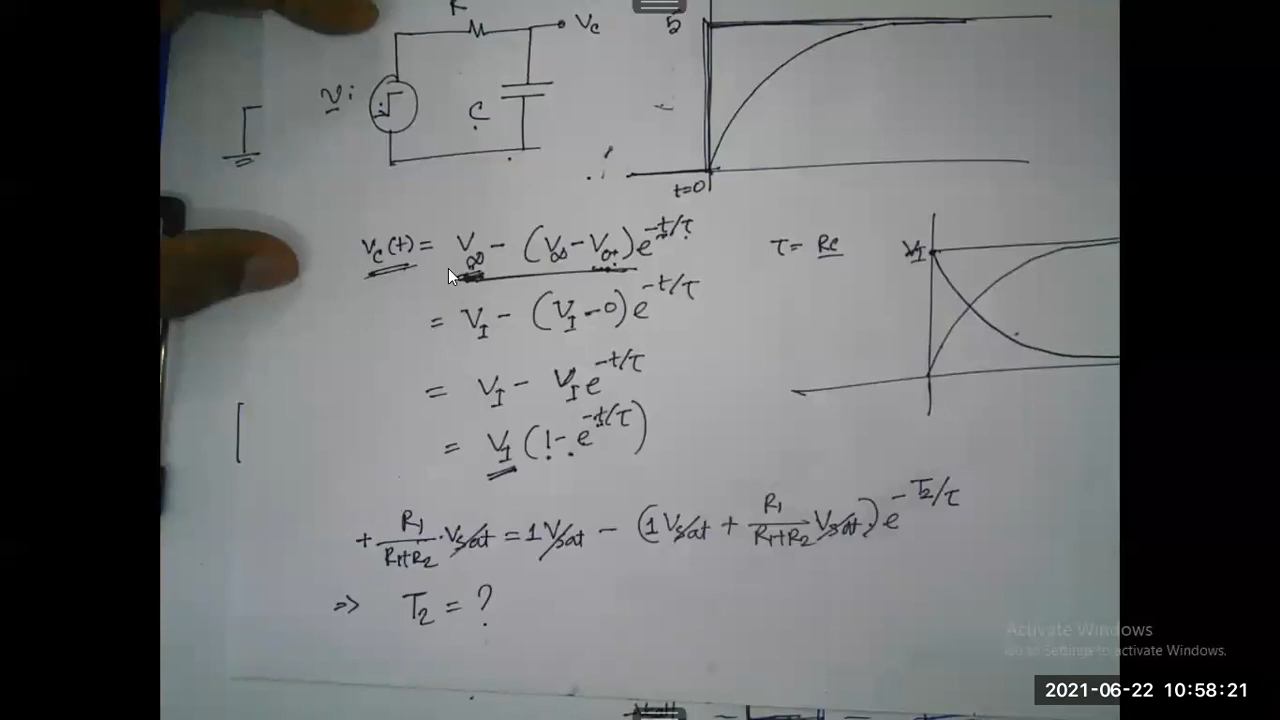 R
Vc
Vi
C
5
t=0
Vc(t) = V∞ - (V∞ - V0+) e^-t/τ
τ = RC
VI
= VI - (VI - 0) e^-t/τ
= VI - VI e^-t/τ
= VI (1 - e^-t/τ)
+ R1/R1+R2 . Vsat = 1 Vsat - (1 Vsat + R1/R1+R2 Vsat) e^-T2/τ
⇒ T2 = ?
Activate Windows
Go to Settings to activate Windows.
2021-06-22 10:58:21